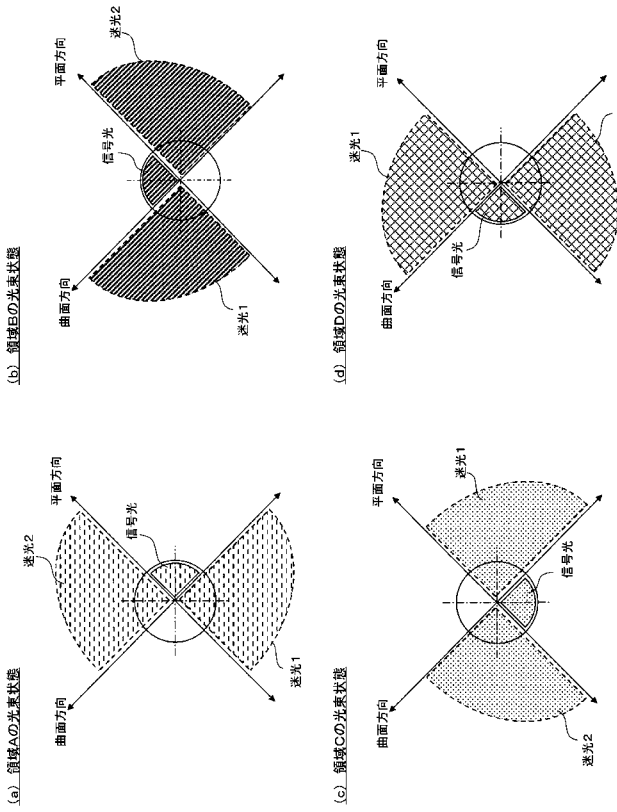 (a) 領域Aの光束状態
曲面方向
平面方向
迷光2
信号光
迷光1
(b) 領域Bの光束状態
曲面方向
平面方向
迷光2
信号光
迷光1
(c) 領域Cの光束状態
曲面方向
平面方向
迷光1
信号光
迷光2
(d) 領域Dの光束状態
曲面方向
平面方向
迷光1
信号光